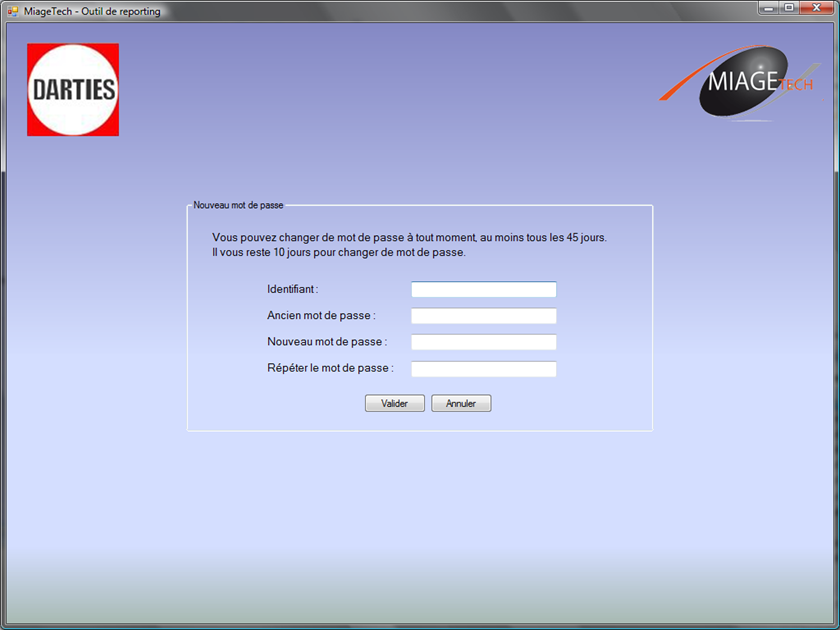 MiageTech - Outil de reporting
DARTIES
MIAGETECH
Nouveau mot de passe
Vous pouvez changer de mot de passe à tout moment, au moins tous les 45 jours.
Il vous reste 10 jours pour changer de mot de passe.
Identifiant :
Ancien mot de passe :
Nouveau mot de passe :
Répéter le mot de passe :
Valider Annuler